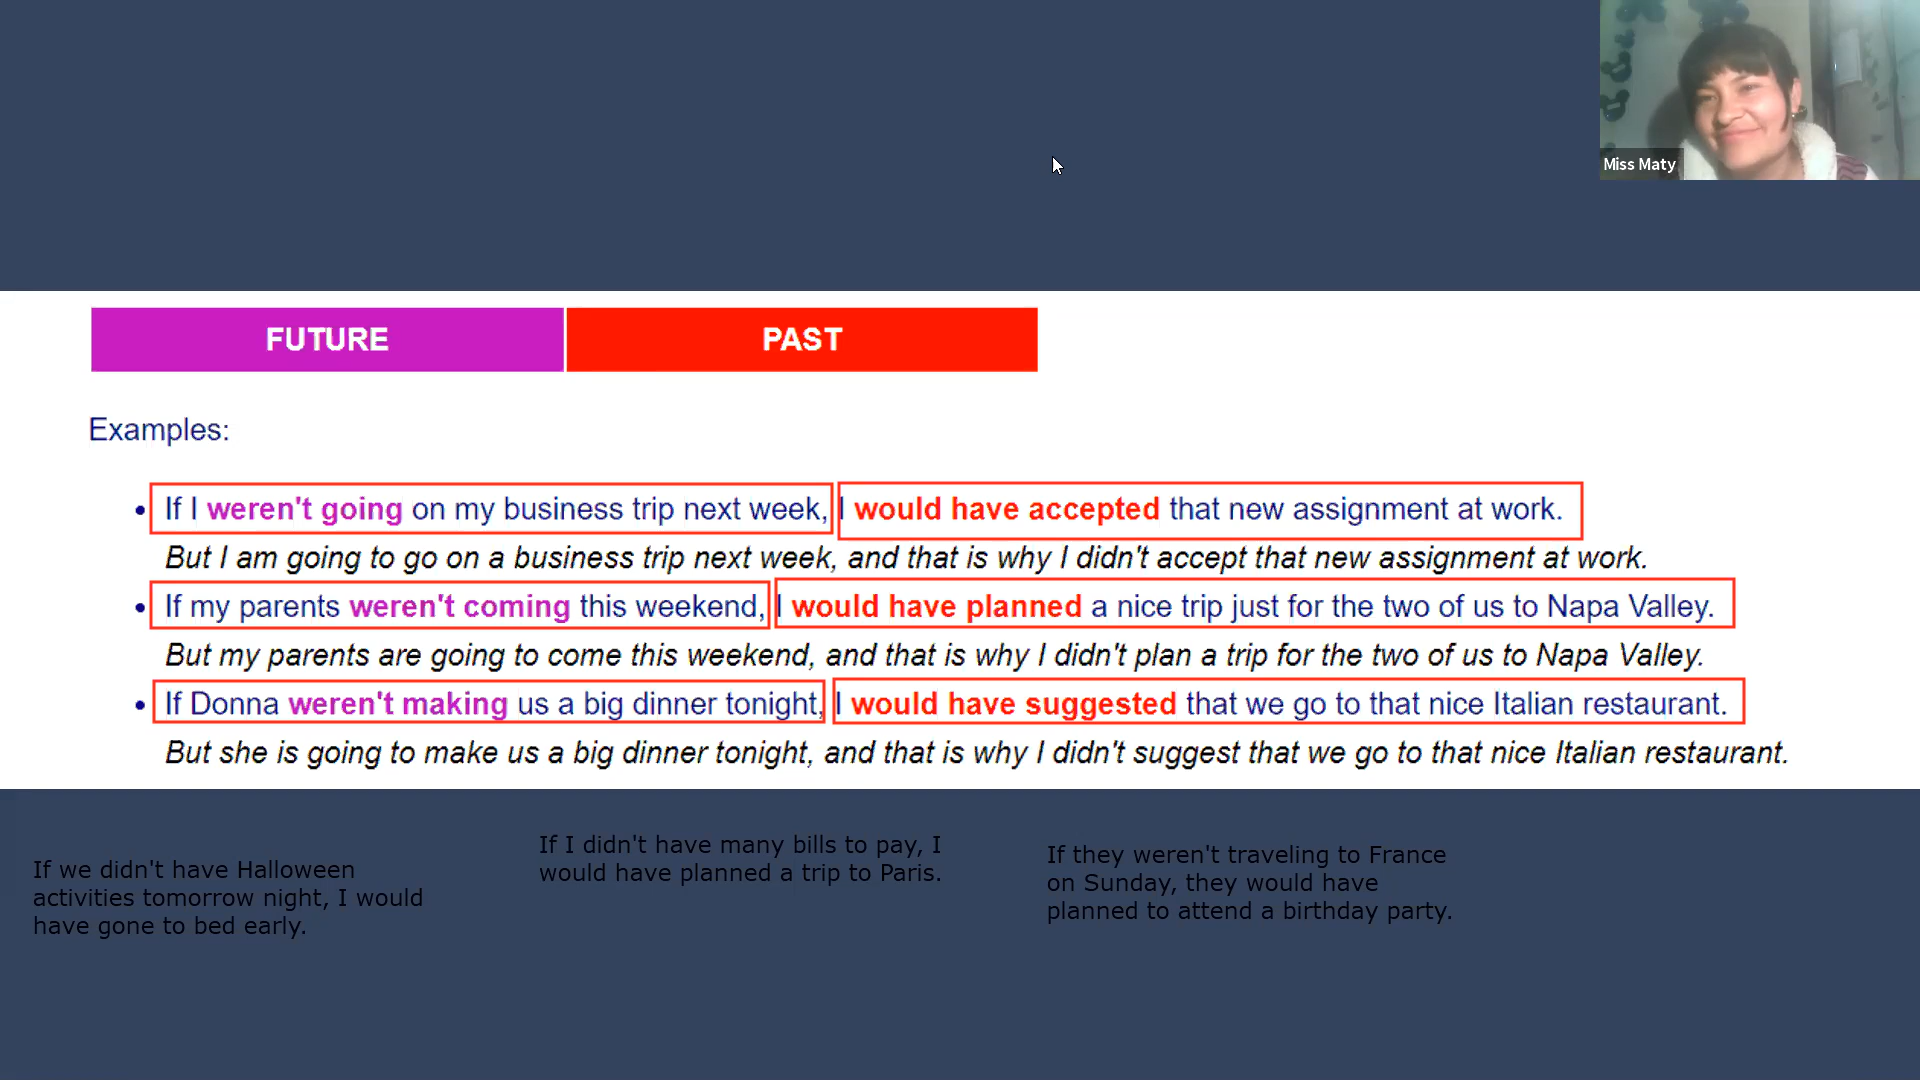 Miss Maty
FUTURE PAST
Examples:
• If I weren't going on my business trip next week, I would have accepted that new assignment at work.
But I am going to go on a business trip next week, and that is why I didn't accept that new assignment at work.
• If my parents weren't coming this weekend, I would have planned a nice trip just for the two of us to Napa Valley.
But my parents are going to come this weekend, and that is why I didn't plan a trip for the two of us to Napa Valley.
• If Donna weren't making us a big dinner tonight, I would have suggested that we go to that nice Italian restaurant.
But she is going to make us a big dinner tonight, and that is why I didn't suggest that we go to that nice Italian restaurant.
If we didn't have Halloween
activities tomorrow night, I would
have gone to bed early.
If I didn't have many bills to pay, I
would have planned a trip to Paris.
If they weren't traveling to France
on Sunday, they would have
planned to attend a birthday party.